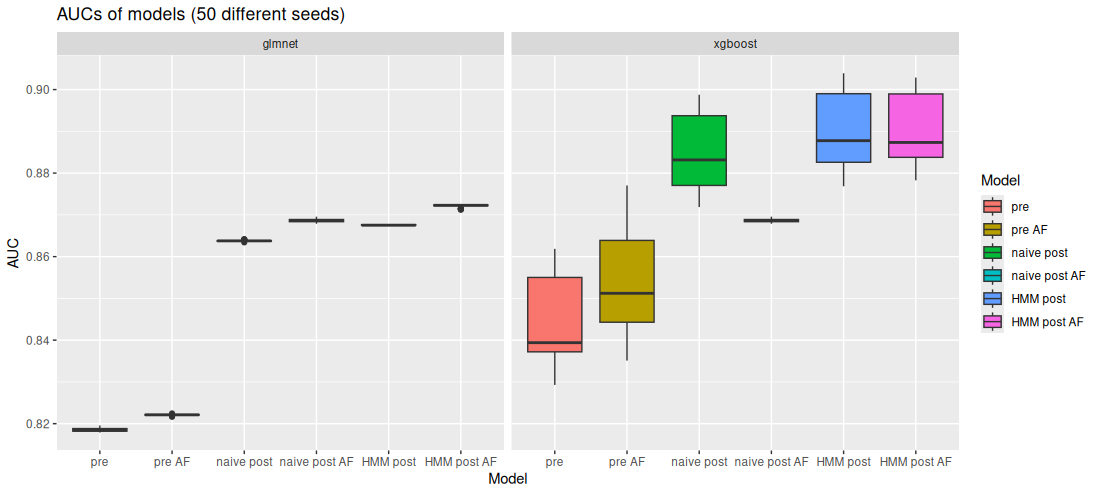 AUCs of models (50 different seeds)
glmnet
xgboost
AUC
0.90
0.88
0.86
0.84
0.82
pre
pre AF
naive post
naive post AF
HMM post
HMM post AF
pre
pre AF
naive post
naive post AF
HMM post
HMM post AF
Model
Model
pre
pre AF
naive post
naive post AF
HMM post
HMM post AF